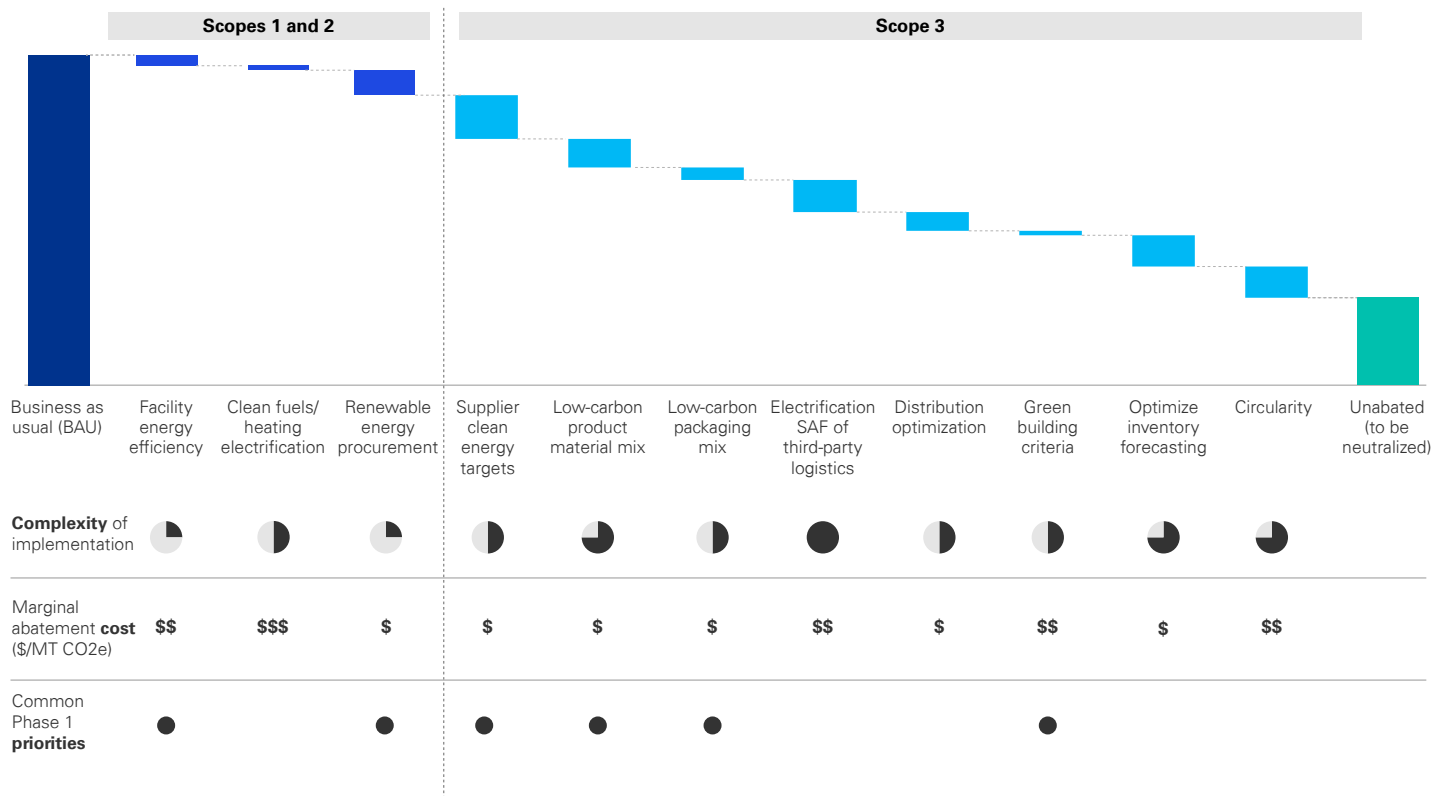 Scopes 1 and 2
Scope 3
Business as
usual (BAU)
Facility
energy
efficiency
Clean fuels/
heating
electrification
Renewable
energy
procurement
Supplier
clean
energy
targets
Low-carbon
product
material mix
Low-carbon
packaging
mix
Electrification
SAF of
third-party
logistics
Distribution
optimization
Green
building
criteria
Optimize
inventory
forecasting
Circularity
Unabated
(to be
neutralized)
Complexity of
implementation
Marginal
abatement cost
($/MT CO2e)
$$
$$$
$
$
$
$
$$
$
$$
$
$$
Common
Phase 1
priorities